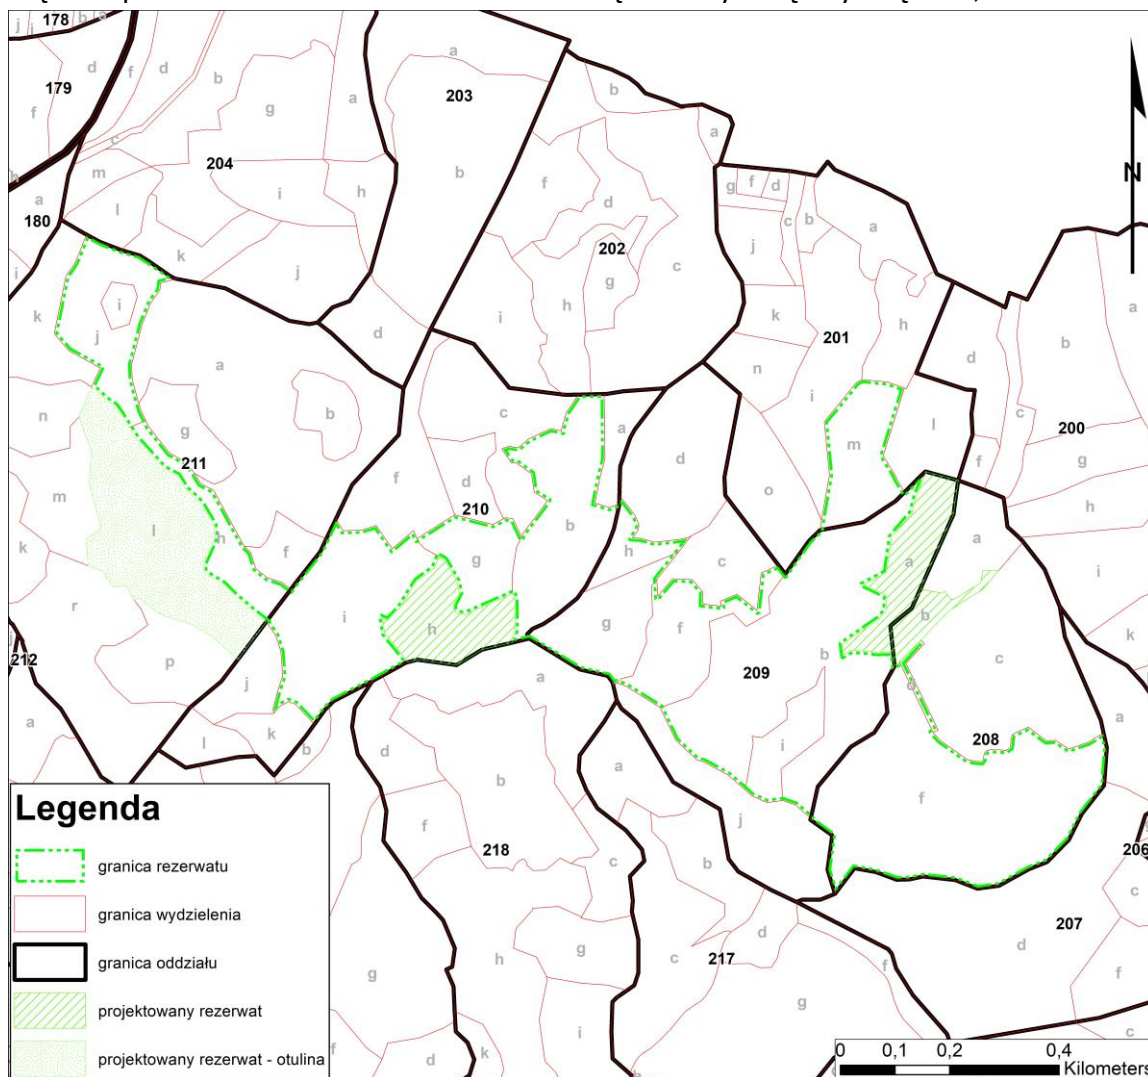 178
i
i
b
a
179
d
f
d
b
a
a
203
b
f
g
c
a
204
g
f
d
N
h
m
b
f
c
b
a
i
h
d
a
180
l
202
j
k
j
c
a
i
g
b
k
i
h
h
d
j
a
i
k
201
d
c
n
b
c
a
i
l
200
n
g
d
m
f
g
211
f
d
o
m
210
h
k
l
b
h
c
a
a
h
f
g
i
r
i
h
g
f
b
b
c
k
212
p
j
a
209
a
l
k
b
d
i
208
a
a
b
f
Legenda
granica rezerwatu
f
j
206
218
c
b
granica wydzielenia
c
207
h
g
c
d
217
d
granica oddziału
g
f
f
projektowany rezerwat
i
g
projektowany rezerwat - otulina
f
d
k
c
0 0,1 0,2 0,4
Kilometers